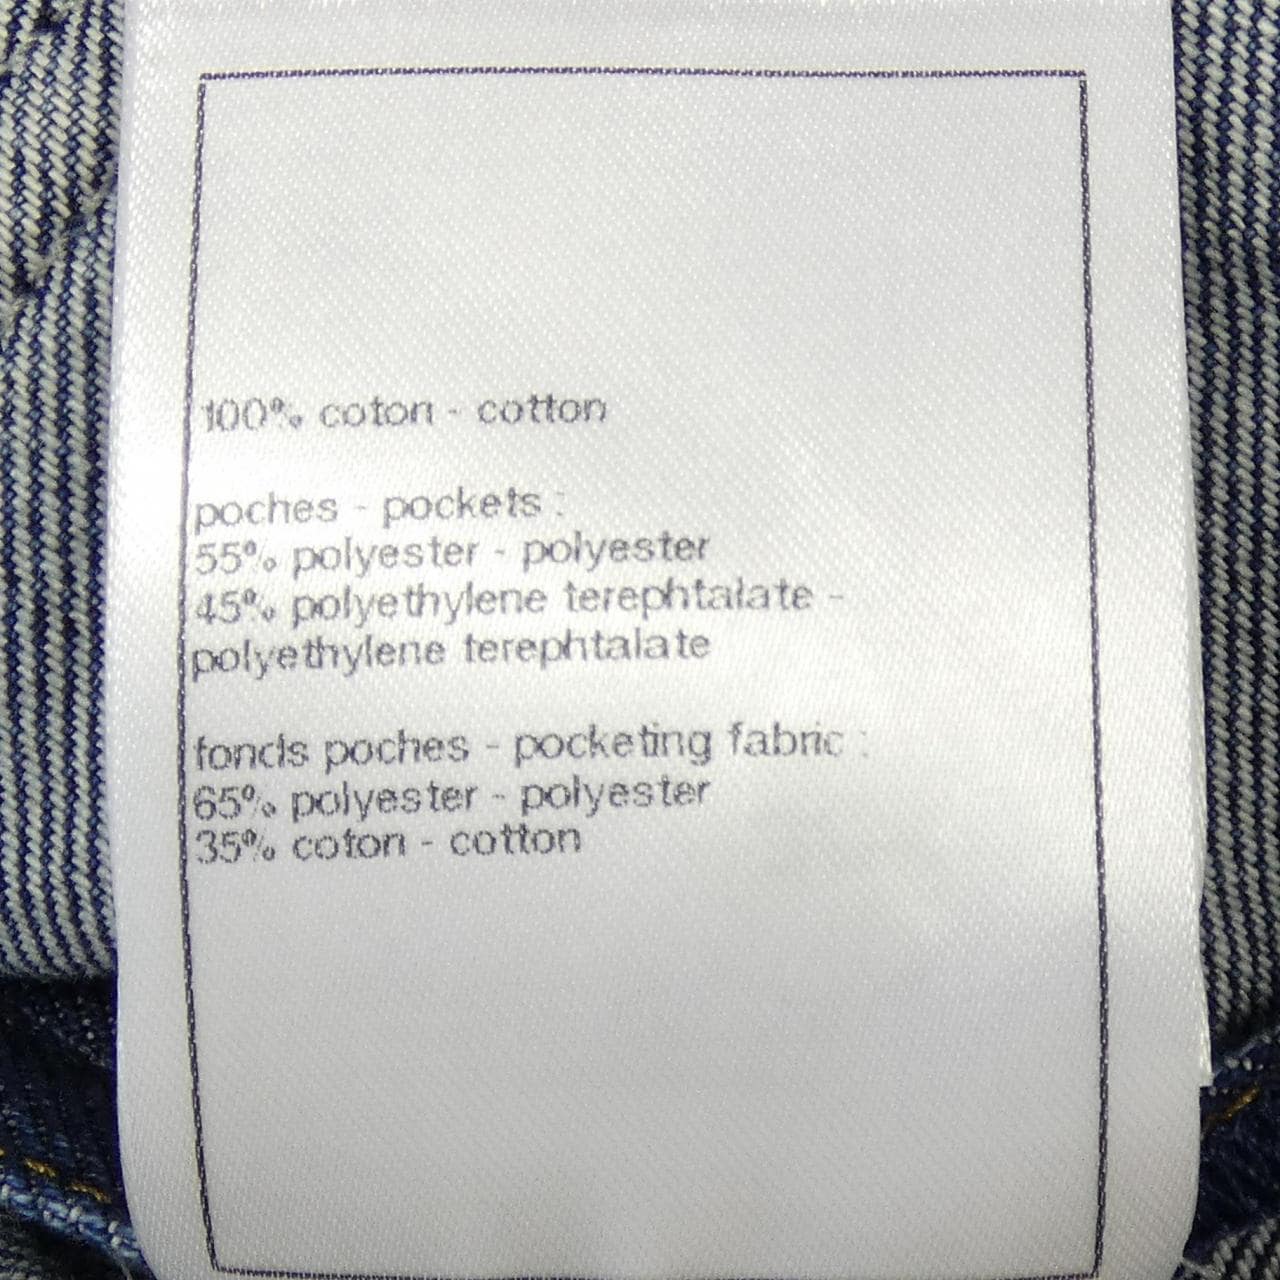 100% coton - cotton
poches - pockets :
55% polyester - polyester
45% polyethylene terephtalate -
polyethylene terephtalate
fonds poches - pocketing fabric :
65% polyester - polyester
35% coton - cotton